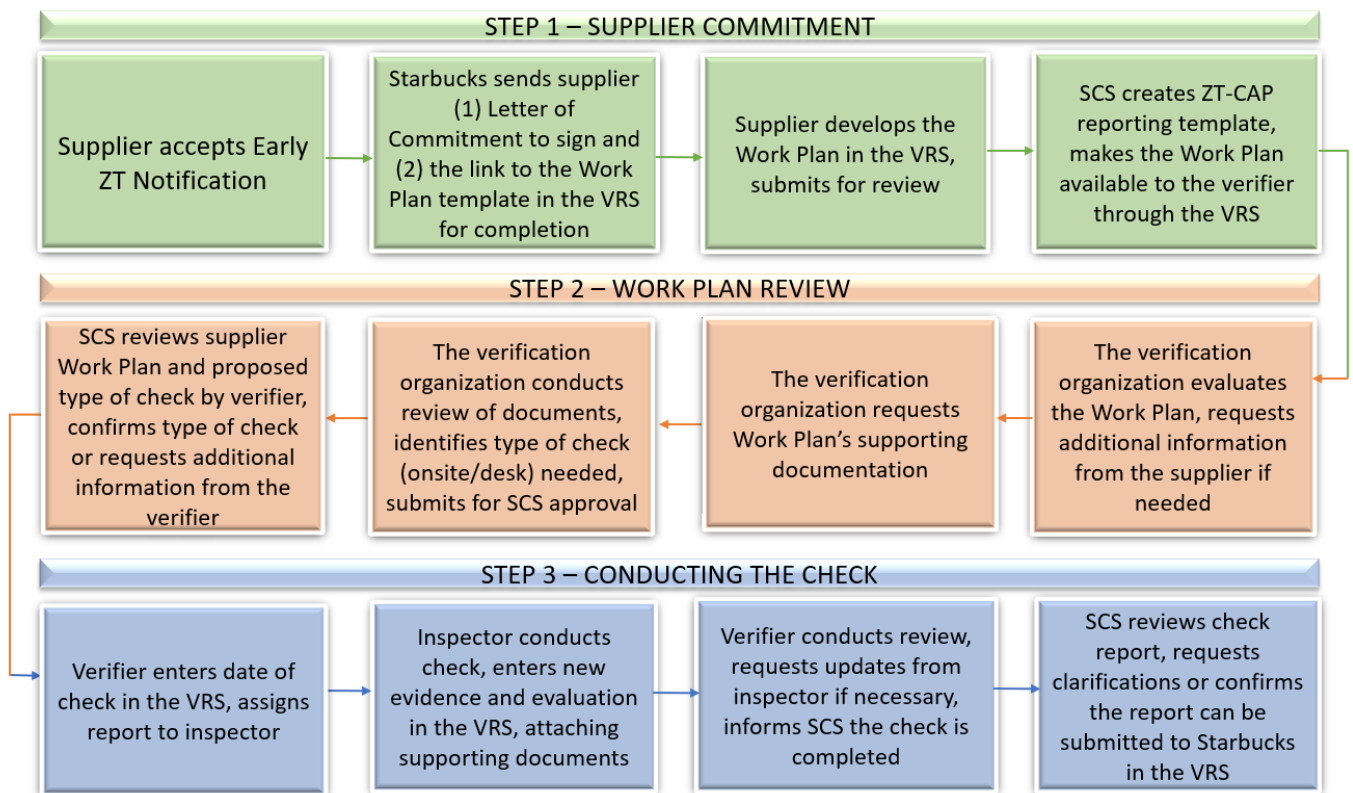 STEP 1 – SUPPLIER COMMITMENT
Supplier accepts Early
ZT Notification
Starbucks sends supplier
(1) Letter of
Commitment to sign and
(2) the link to the Work
Plan template in the VRS
for completion
Supplier develops the
Work Plan in the VRS,
submits for review
SCS creates ZT-CAP
reporting template,
makes the Work Plan
available to the verifier
through the VRS
STEP 2 – WORK PLAN REVIEW
The verification
organization evaluates
the Work Plan, requests
additional information
from the supplier if
needed
The verification
organization requests
Work Plan’s supporting
documentation
The verification
organization conducts
review of documents,
identifies type of check
(onsite/desk) needed,
submits for SCS approval
SCS reviews supplier
Work Plan and proposed
type of check by verifier,
confirms type of check
or requests additional
information from the
verifier
STEP 3 – CONDUCTING THE CHECK
Verifier enters date of
check in the VRS, assigns
report to inspector
Inspector conducts
check, enters new
evidence and evaluation
in the VRS, attaching
supporting documents
Verifier conducts review,
requests updates from
inspector if necessary,
informs SCS the check is
completed
SCS reviews check
report, requests
clarifications or confirms
the report can be
submitted to Starbucks
in the VRS